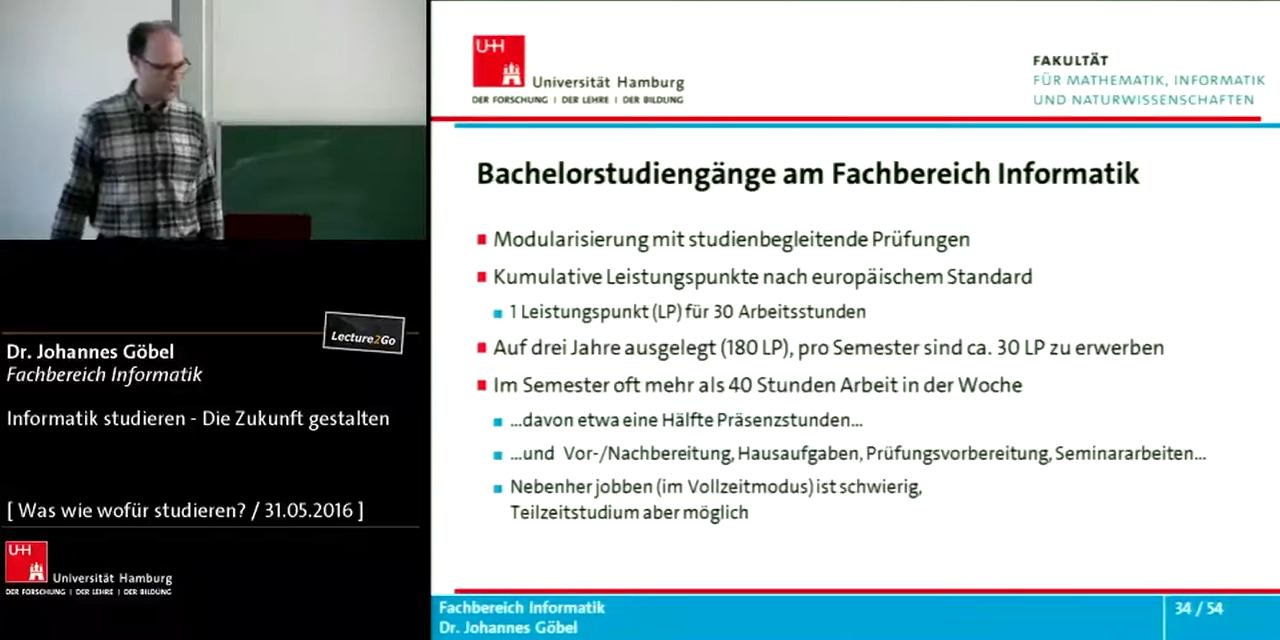 UHH
Universität Hamburg
DER FORSCHUNG | DER LEHRE | DER BILDUNG
FAKULTÄT
FÜR MATHEMATIK, INFORMATIK
UND NATURWISSENSCHAFTEN
Bachelorstudiengänge am Fachbereich Informatik
Modularisierung mit studienbegleitende Prüfungen
Kumulative Leistungspunkte nach europäischem Standard
1 Leistungspunkt (LP) für 30 Arbeitsstunden
Auf drei Jahre ausgelegt (180 LP), pro Semester sind ca. 30 LP zu erwerben
Im Semester oft mehr als 40 Stunden Arbeit in der Woche
...davon etwa eine Hälfte Präsenzstunden...
...und Vor-/Nachbereitung, Hausaufgaben, Prüfungsvorbereitung, Seminararbeiten...
Nebenher jobben (im Vollzeitmodus) ist schwierig,
Teilzeitstudium aber möglich
Fachbereich Informatik
Dr. Johannes Göbel
34 / 54
Lecture2Go
Dr. Johannes Göbel
Fachbereich Informatik
Informatik studieren - Die Zukunft gestalten
[ Was wie wofür studieren? / 31.05.2016 ]
UHH
Universität Hamburg
DER FORSCHUNG | DER LEHRE | DER BILDUNG